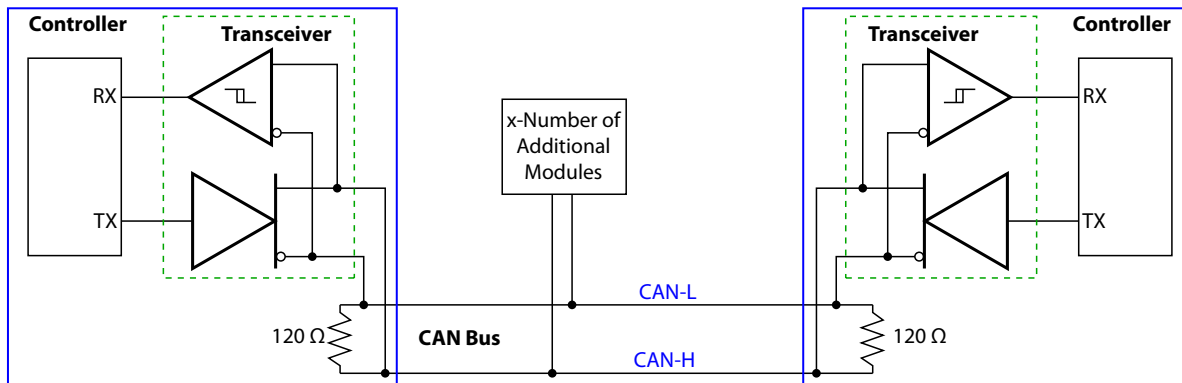 Controller
Transceiver
RX
TX
120 Ω
CAN Bus
x-Number of
Additional
Modules
CAN-L
CAN-H
Transceiver
Controller
RX
TX
120 Ω